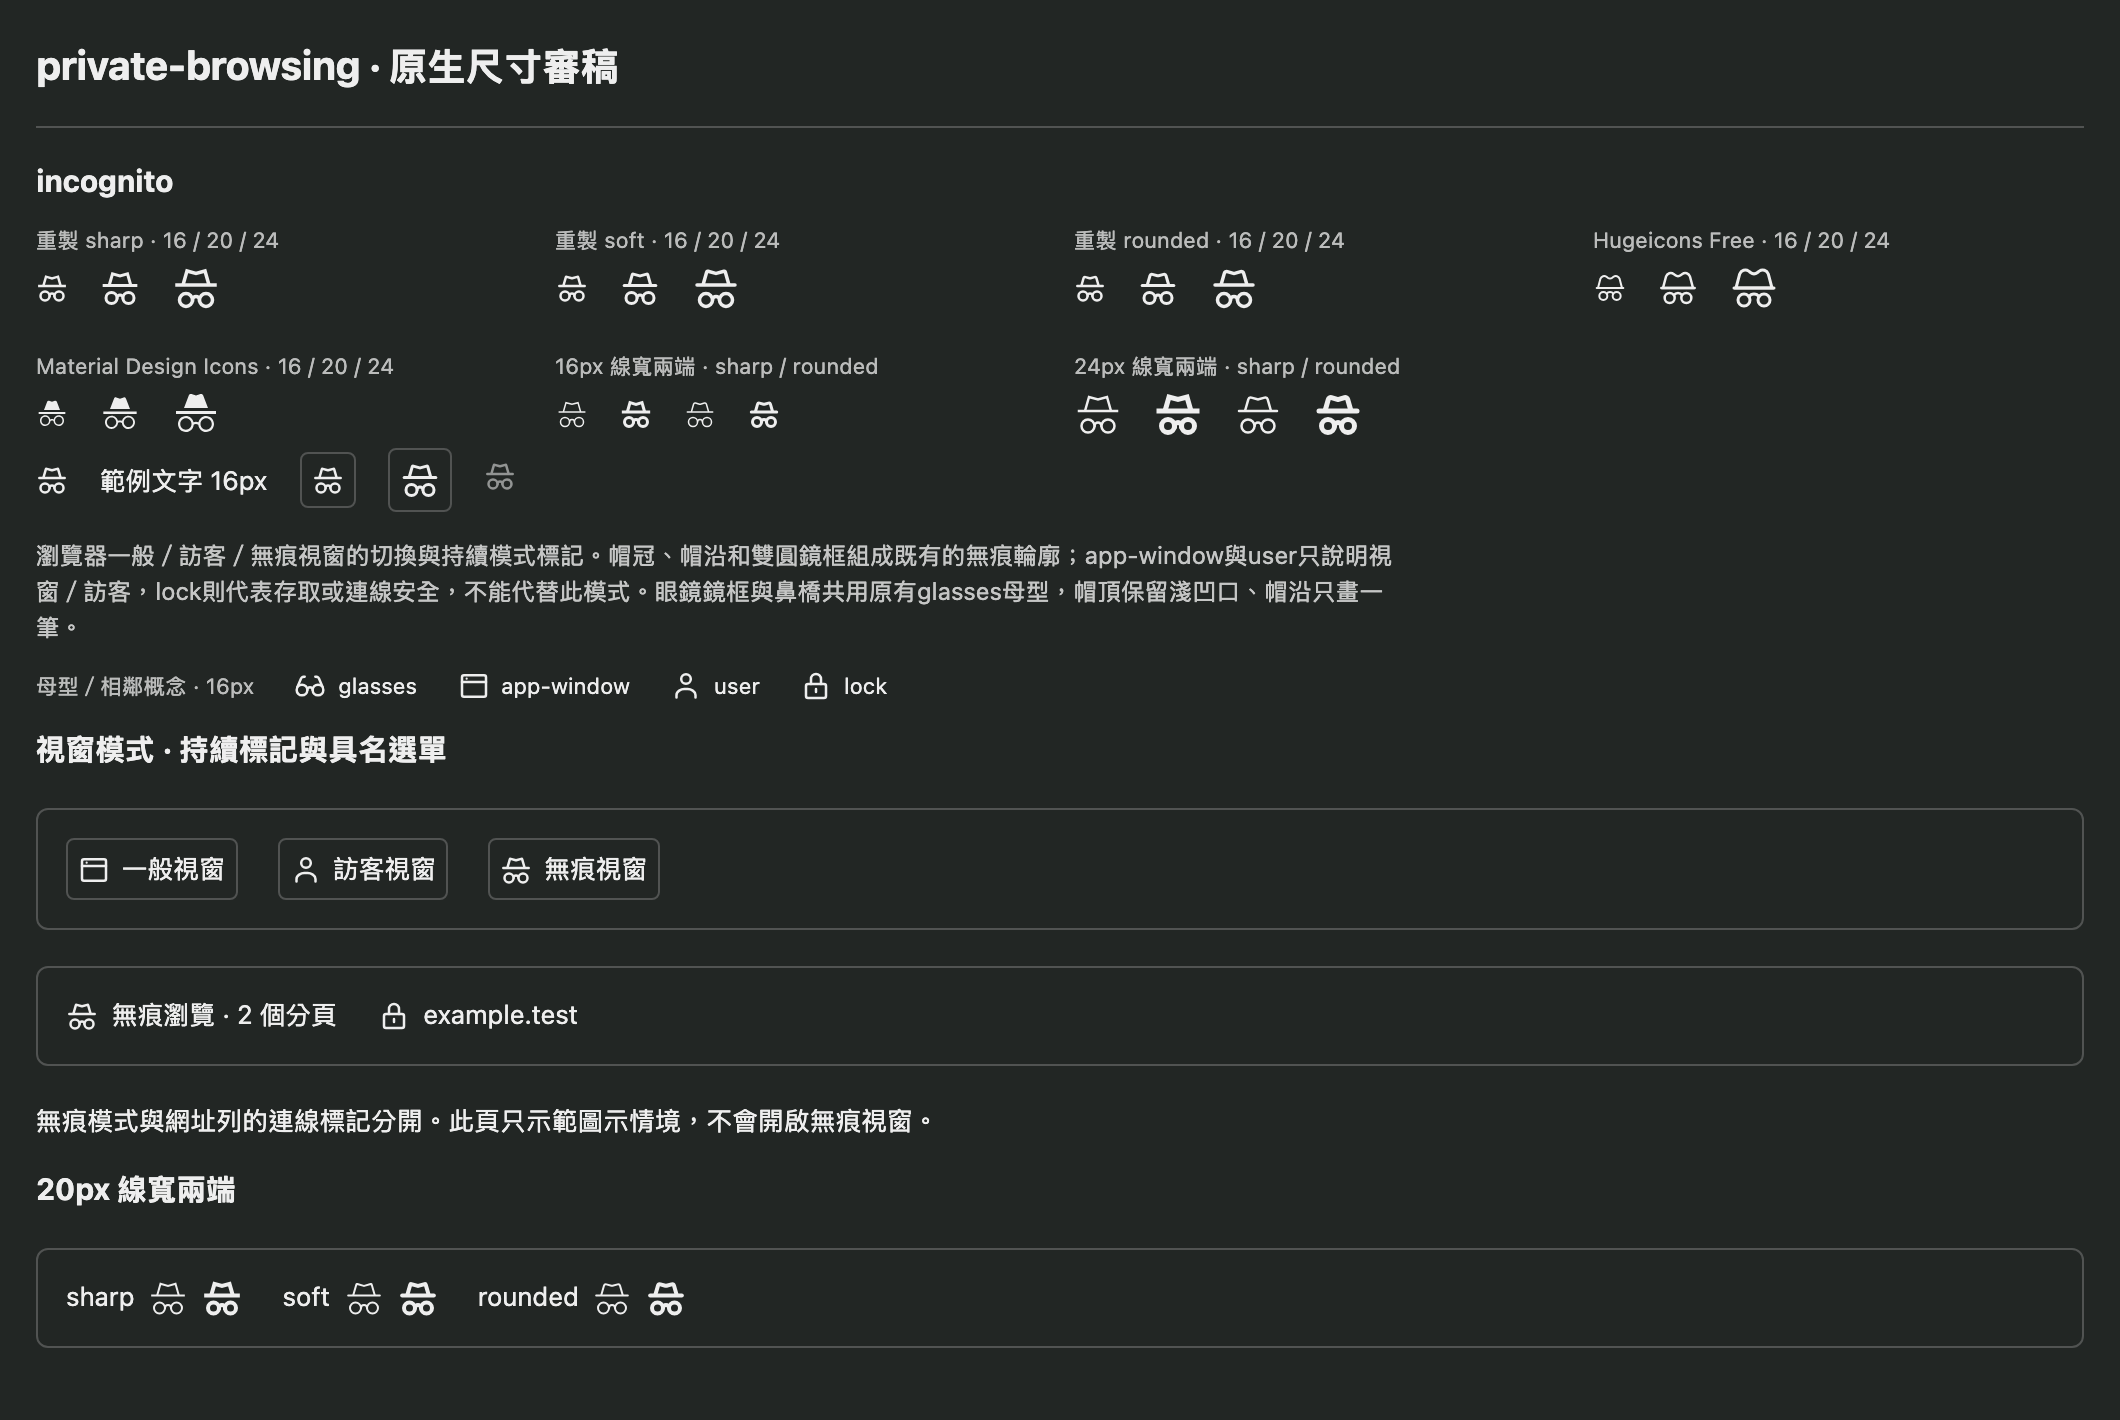 private-browsing · 原生尺寸審稿
incognito
重製 sharp · 16 / 20 / 24
重製 soft · 16 / 20 / 24
重製 rounded · 16 / 20 / 24
Hugeicons Free · 16 / 20 / 24
Material Design Icons · 16 / 20 / 24
16px 線寬兩端 · sharp / rounded
24px 線寬兩端 · sharp / rounded
範例文字 16px
瀏覽器一般 / 訪客 / 無痕視窗的切換與持續模式標記。帽冠、帽沿和雙圓鏡框組成既有的無痕輪廓；app-window與user只說明視
窗 / 訪客，lock則代表存取或連線安全，不能代替此模式。眼鏡鏡框與鼻橋共用原有glasses母型，帽頂保留淺凹口、帽沿只畫一
筆。
母型 / 相鄰概念 · 16px
glasses
app-window
user
lock
視窗模式 · 持續標記與具名選單
一般視窗
訪客視窗
無痕視窗
無痕瀏覽 · 2 個分頁
example.test
無痕模式與網址列的連線標記分開。此頁只示範圖示情境，不會開啟無痕視窗。
20px 線寬兩端
sharp
soft
rounded